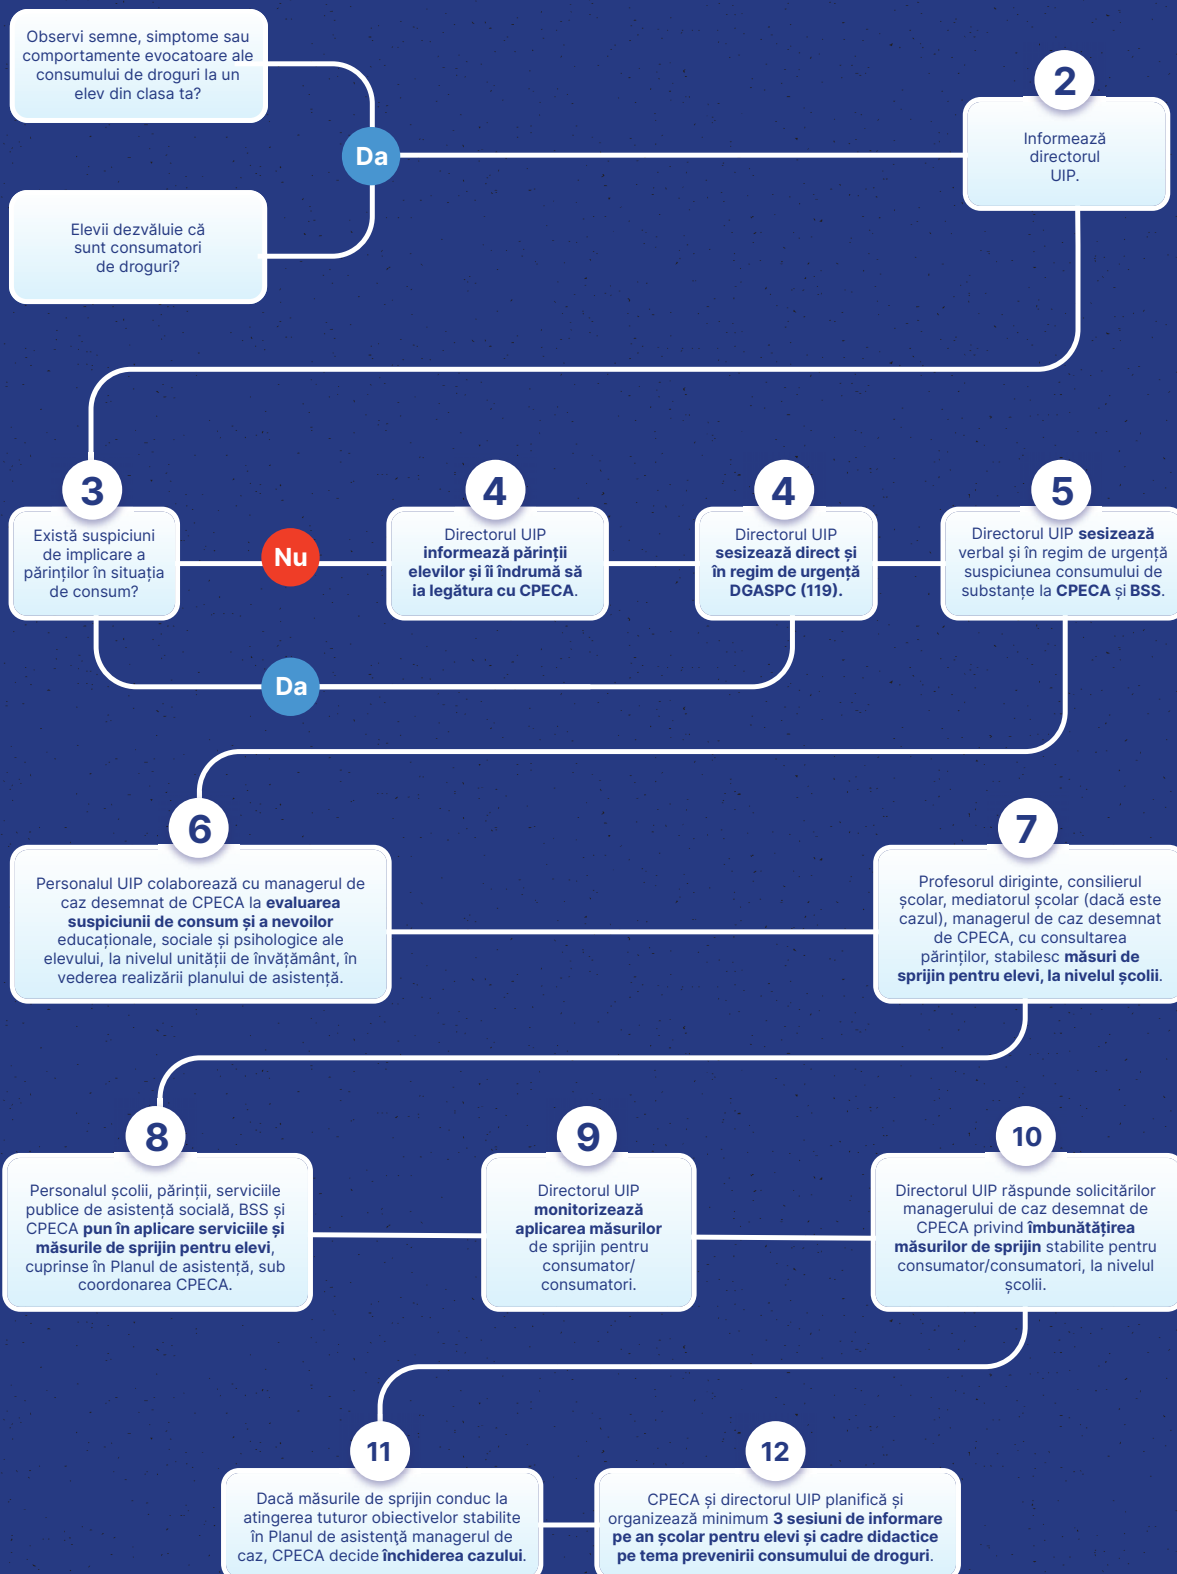 Observi semne, simptome sau
comportamente evocatoare ale
consumului de droguri la un
elev din clasa ta?
Da
Elevii dezvăluie că
sunt consumatori
de droguri?
2
Informează
directorul
UIP.
3
Există suspiciuni
de implicare a
părinților în situația
de consum?
Nu
4
Directorul UIP
informează părinții
elevilor și îi îndrumă să
ia legătura cu CPECA.
4
Directorul UIP
sesizează direct și
în regim de urgență
DGASPC (119).
5
Directorul UIP sesizează
verbal și în regim de urgență
suspiciunea consumului de
substanțe la CPECA și BSS.
Da
6
Personalul UIP colaborează cu managerul de
caz desemnat de CPECA la evaluarea
suspiciunii de consum și a nevoilor
educaționale, sociale și psihologice ale
elevului, la nivelul unității de învățământ, în
vederea realizării planului de asistență.
7
Profesorul diriginte, consilierul
școlar, mediatorul școlar (dacă este
cazul), managerul de caz desemnat
de CPECA, cu consultarea
părinților, stabilesc măsuri de
sprijin pentru elevi, la nivelul școlii.
8
Personalul școlii, părinții, serviciile
publice de asistență socială, BSS și
CPECA pun în aplicare serviciile și
măsurile de sprijin pentru elevi,
cuprinse în Planul de asistență, sub
coordonarea CPECA.
9
Directorul UIP
monitorizează
aplicarea măsurilor
de sprijin pentru
consumator/
consumatori.
10
Directorul UIP răspunde solicitărilor
managerului de caz desemnat de
CPECA privind îmbunătățirea
măsurilor de sprijin stabilite pentru
consumator/consumatori, la nivelul
școlii.
11
Dacă măsurile de sprijin conduc la
atingerea tuturor obiectivelor stabilite
în Planul de asistență managerul de
caz, CPECA decide închiderea cazului.
12
CPECA și directorul UIP planifică și
organizează minimum 3 sesiuni de informare
pe an școlar pentru elevi și cadre didactice
pe tema prevenirii consumului de droguri.